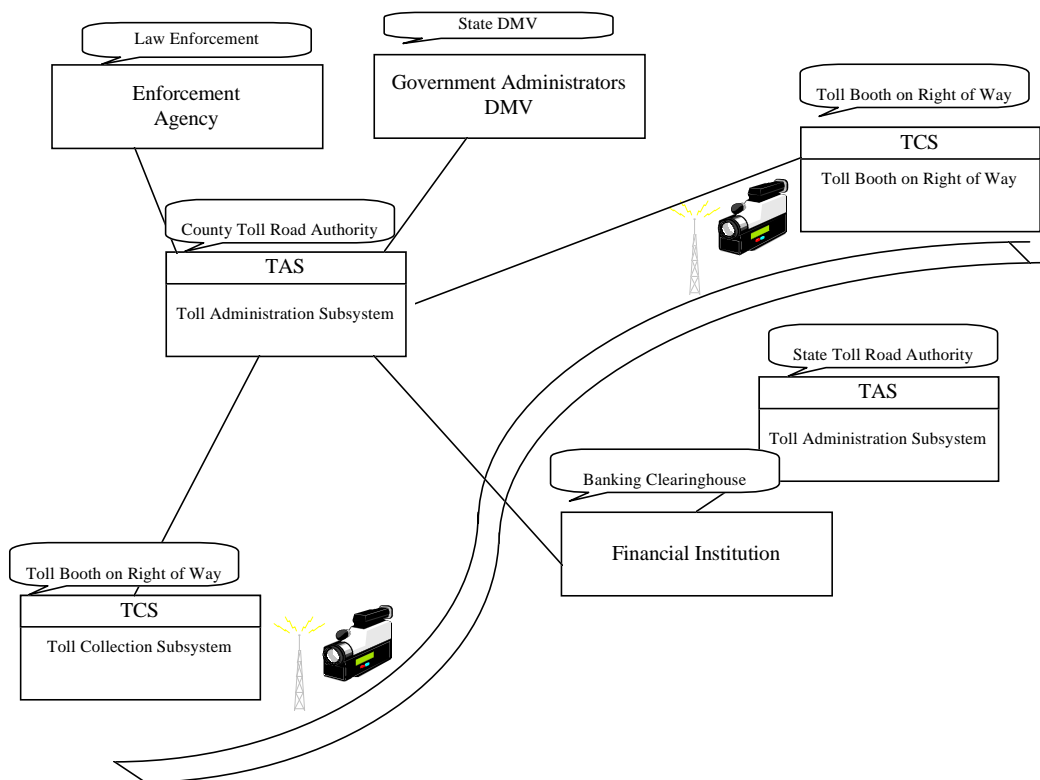 Law Enforcement
Enforcement
Agency
State DMV
Government Administrators
DMV
Toll Booth on Right of Way
TCS
Toll Booth on Right of Way
County Toll Road Authority
TAS
Toll Administration Subsystem
State Toll Road Authority
TAS
Toll Administration Subsystem
Banking Clearinghouse
Financial Institution
Toll Booth on Right of Way
TCS
Toll Collection Subsystem